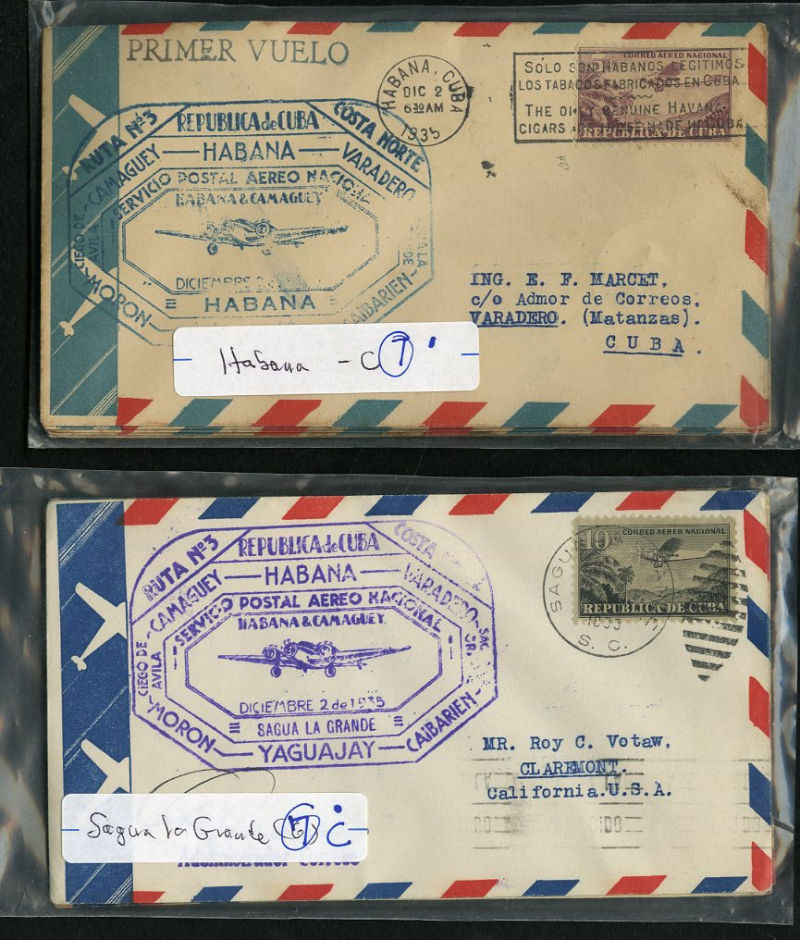 PRIMER VUELO
HABANA, CUBA
DIC 2
6 30 AM
1935
SOLO SON HABANOS LEGITIMOS
LOS TABACOS FABRICADOS EN CUBA
THE ONLY GENUINE HAVANA
CIGARS
CORREO AEREO NACIONAL
REPUBLICA DE CUBA
RUTA Nº3
REPUBLICA de CUBA
COSTA NORTE
CAMAGUEY — HABANA — VARADERO
SERVICIO POSTAL AEREO NACIONAL
HABANA & CAMAGUEY
CIEGO DE AVILA
DICIEMBRE 2
MORON
HABANA
CAIBARIEN
ING. E. F. MARCET,
c/o Admor de Correos,
VARADERO. (Matanzas).
CUBA.
Habana - C 7
RUTA Nº3
REPUBLICA de CUBA
COSTA
CAMAGUEY — HABANA — VARADERO
SERVICIO POSTAL AEREO NACIONAL
HABANA & CAMAGUEY
CIEGO DE AVILA
DICIEMBRE 2 de 1935
SAGUA LA GRANDE
MORON — YAGUAJAY — CAIBARIEN
SAGU
S. C.
CORREO AEREO NACIONAL
10
REPUBLICA DE CUBA
MR. Roy C. Votaw,
CLAREMONT.
California.U.S.A.
Sagua la Grande
C